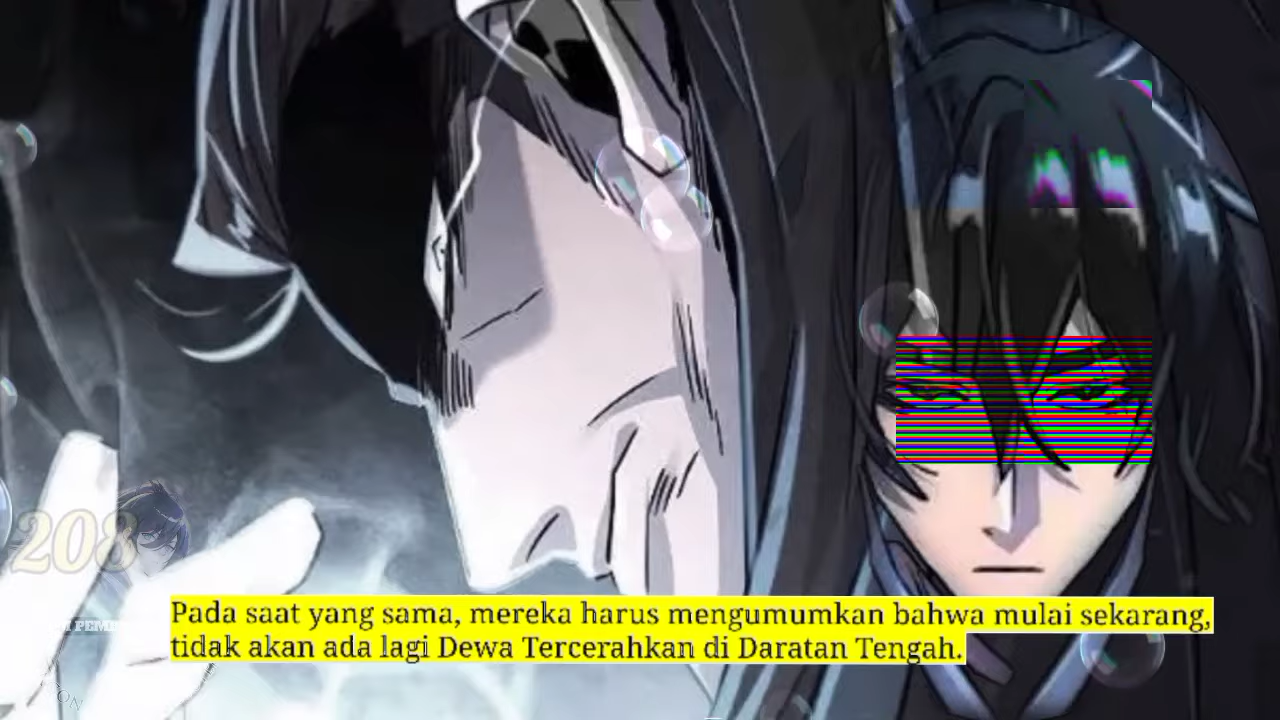 208
Pada saat yang sama, mereka harus mengumumkan bahwa mulai sekarang,
tidak akan ada lagi Dewa Tercerahkan di Daratan Tengah.